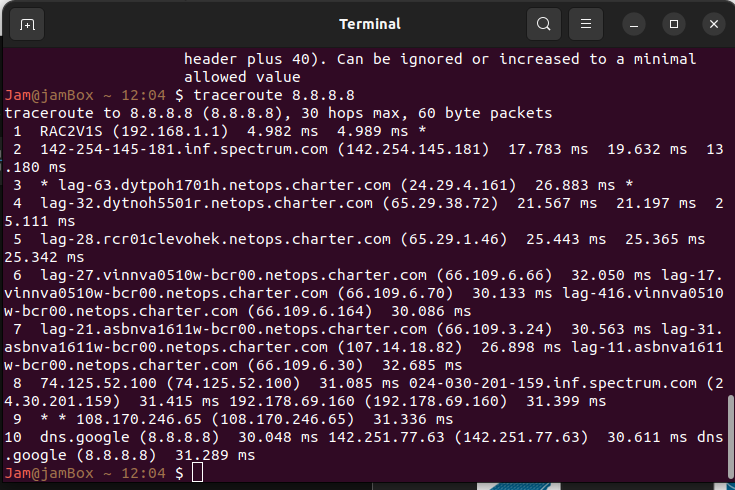 Terminal
header plus 40). Can be ignored or increased to a minimal
allowed value
Jam@jamBox ~ 12:04 $ traceroute 8.8.8.8
traceroute to 8.8.8.8 (8.8.8.8), 30 hops max, 60 byte packets
 1  RAC2V1S (192.168.1.1)  4.982 ms  4.989 ms *
 2  142-254-145-181.inf.spectrum.com (142.254.145.181)  17.783 ms  19.632 ms  13
.180 ms
 3  * lag-63.dytpoh1701h.netops.charter.com (24.29.4.161)  26.883 ms *
 4  lag-32.dytnoh5501r.netops.charter.com (65.29.38.72)  21.567 ms  21.197 ms  2
5.111 ms
 5  lag-28.rcr01clevohek.netops.charter.com (65.29.1.46)  25.443 ms  25.365 ms
25.342 ms
 6  lag-27.vinnva0510w-bcr00.netops.charter.com (66.109.6.66)  32.050 ms lag-17.
vinnva0510w-bcr00.netops.charter.com (66.109.6.70)  30.133 ms lag-416.vinnva0510
w-bcr00.netops.charter.com (66.109.6.164)  30.086 ms
 7  lag-21.asbnva1611w-bcr00.netops.charter.com (66.109.3.24)  30.563 ms lag-31.
asbnva1611w-bcr00.netops.charter.com (107.14.18.82)  26.898 ms lag-11.asbnva1611
w-bcr00.netops.charter.com (66.109.6.30)  32.685 ms
 8  74.125.52.100 (74.125.52.100)  31.085 ms 024-030-201-159.inf.spectrum.com (2
4.30.201.159)  31.415 ms 192.178.69.160 (192.178.69.160)  31.399 ms
 9  * * 108.170.246.65 (108.170.246.65)  31.336 ms
10  dns.google (8.8.8.8)  30.048 ms 142.251.77.63 (142.251.77.63)  30.611 ms dns
.google (8.8.8.8)  31.289 ms
Jam@jamBox ~ 12:04 $